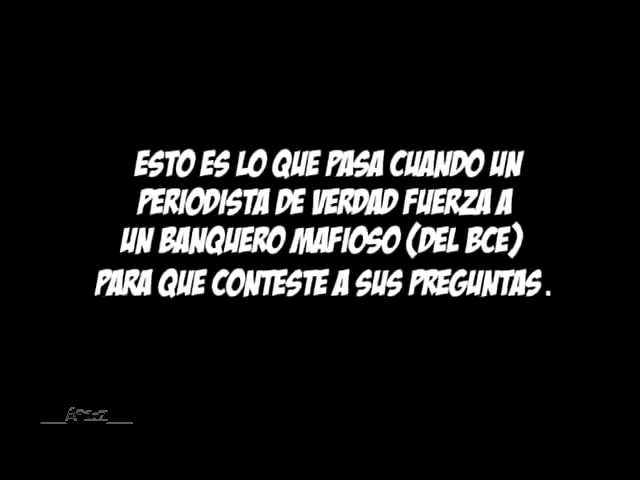 ESTO ES LO QUE PASA CUANDO UN
PERIODISTA DE VERDAD FUERZA A
UN BANQUERO MAFIOSO (DEL BCE)
PARA QUE CONTESTE A SUS PREGUNTAS.